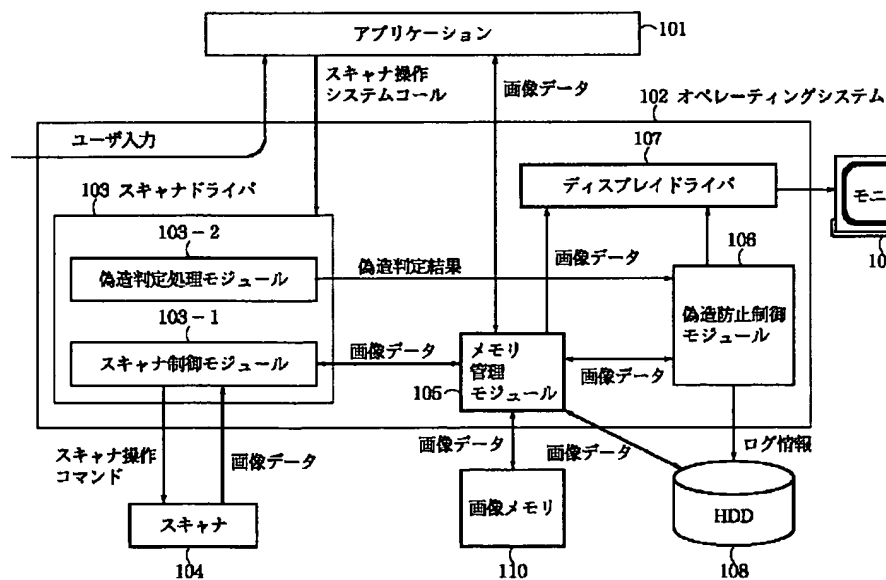 アプリケーション
101
スキャナ操作
システムコール
画像データ
102 オペレーティングシステム
ユーザ入力
107
ディスプレイドライバ
モニ
10
103 スキャナドライバ
103-2
偽造判定処理モジュール
偽造判定結果
画像データ
106
偽造防止制御
モジュール
103-1
スキャナ制御モジュール
画像データ
メモリ
管理
モジュール
105
画像データ
スキャナ操作
コマンド
画像データ
画像データ
画像データ
ログ情報
スキャナ
104
画像メモリ
110
HDD
108